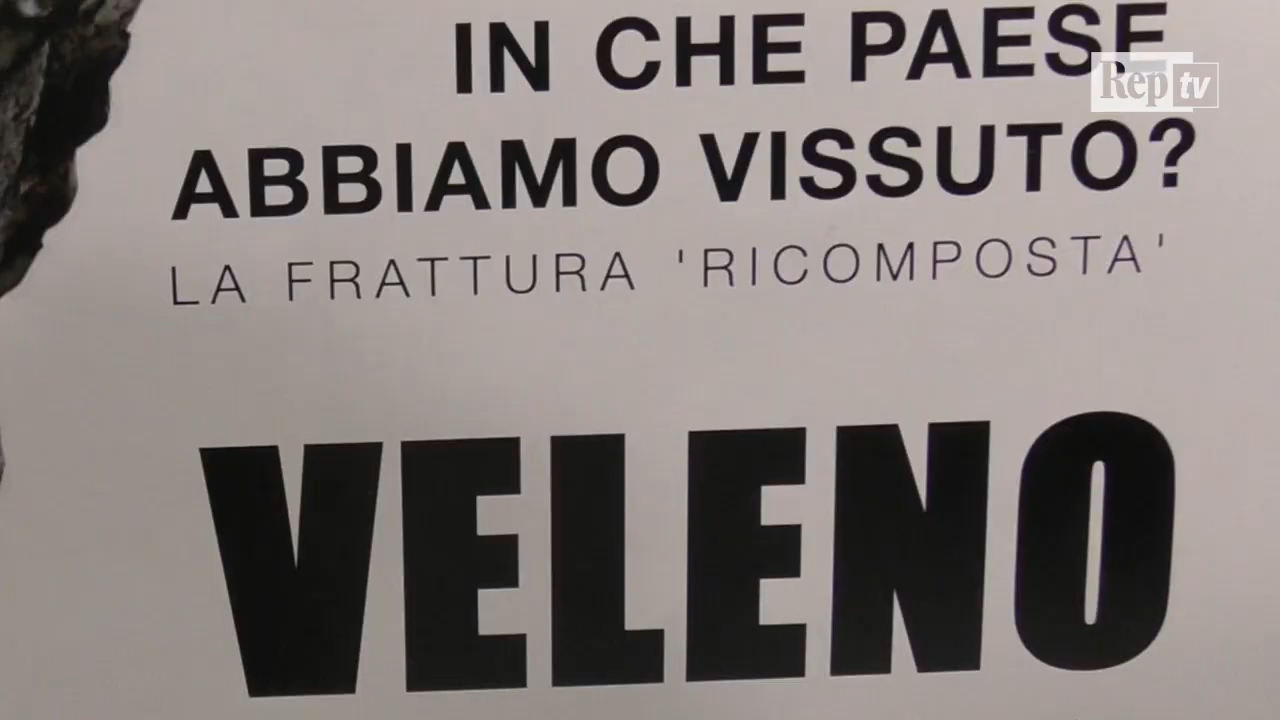 IN CHE PAESE
Rep tv
ABBIAMO VISSUTO?
LA FRATTURA 'RICOMPOSTA'
VELENO